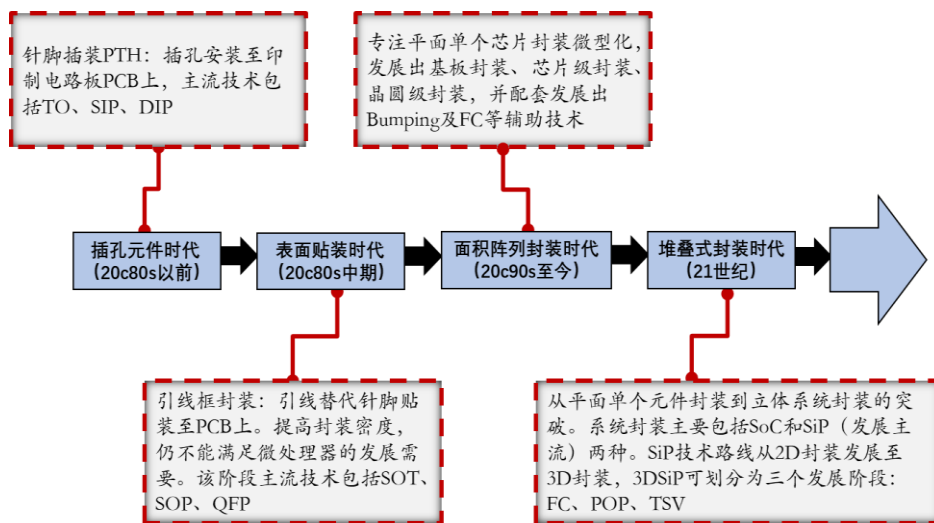 针脚插装PTH：插孔安装至印
制电路板PCB上，主流技术包
括TO、SIP、DIP
专注平面单个芯片封装微型化，
发展出基板封装、芯片级封装、
晶圆级封装，并配套发展出
Bumping及FC等辅助技术
插孔元件时代
(20c80s以前)
表面贴装时代
(20c80s中期)
面积阵列封装时代
(20c90s至今)
堆叠式封装时代
(21世纪)
引线框封装：引线替代针脚贴
装至PCB上。提高封装密度，
仍不能满足微处理器的发展需
要。该阶段主流技术包括SOT、
SOP、QFP
从平面单个元件封装到立体系统封装的突
破。系统封装主要包括SoC和SiP（发展主
流）两种。SiP技术路线从2D封装发展至
3D封装，3DSiP可划分为三个发展阶段：
FC、POP、TSV